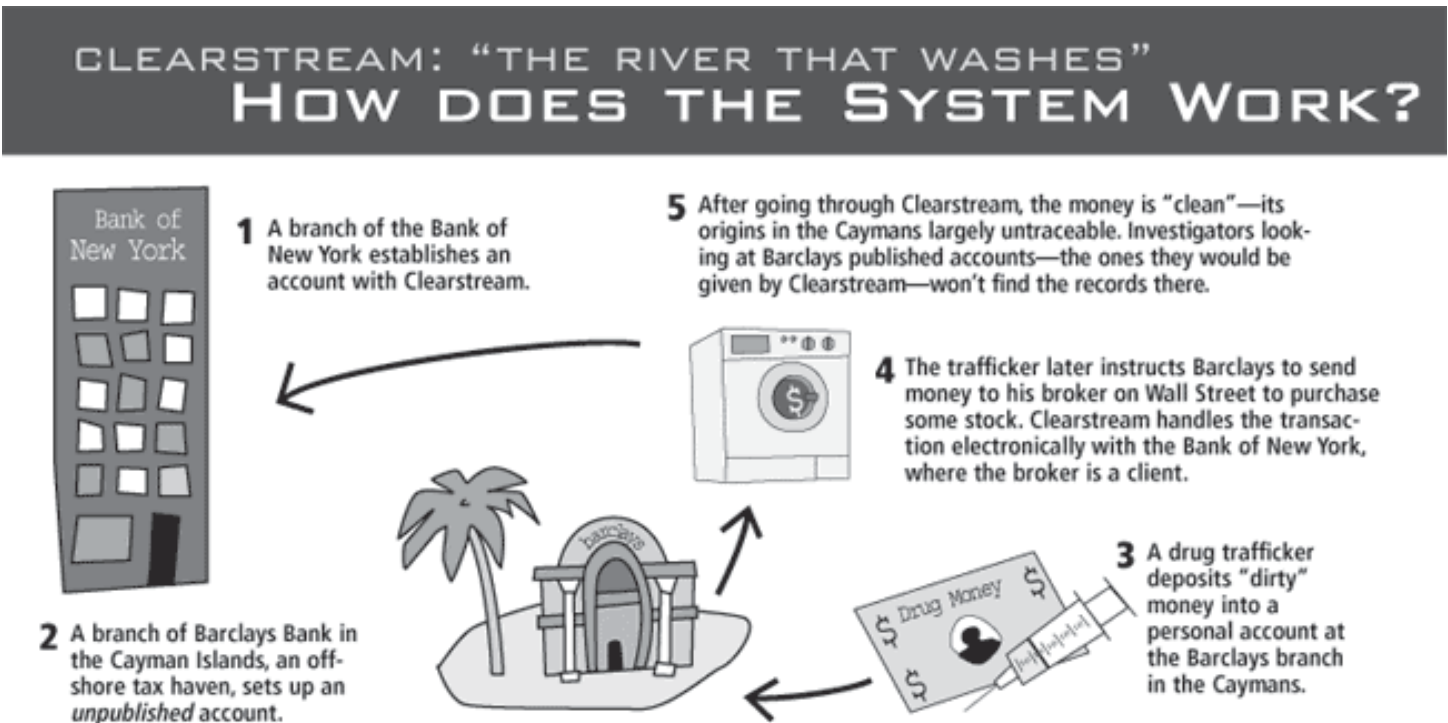 CLEARSTREAM: “THE RIVER THAT WASHES”
HOW DOES THE SYSTEM WORK?
Bank of
New York
1 A branch of the Bank of
New York establishes an
account with Clearstream.
2 A branch of Barclays Bank in
the Cayman Islands, an off-
shore tax haven, sets up an
unpublished account.
barclays
Drug Money
$
$
$
3 A drug trafficker
deposits “dirty”
money into a
personal account at
the Barclays branch
in the Caymans.
$
4 The trafficker later instructs Barclays to send
money to his broker on Wall Street to purchase
some stock. Clearstream handles the transac-
tion electronically with the Bank of New York,
where the broker is a client.
5 After going through Clearstream, the money is “clean”—its
origins in the Caymans largely untraceable. Investigators look-
ing at Barclays published accounts—the ones they would be
given by Clearstream—won’t find the records there.